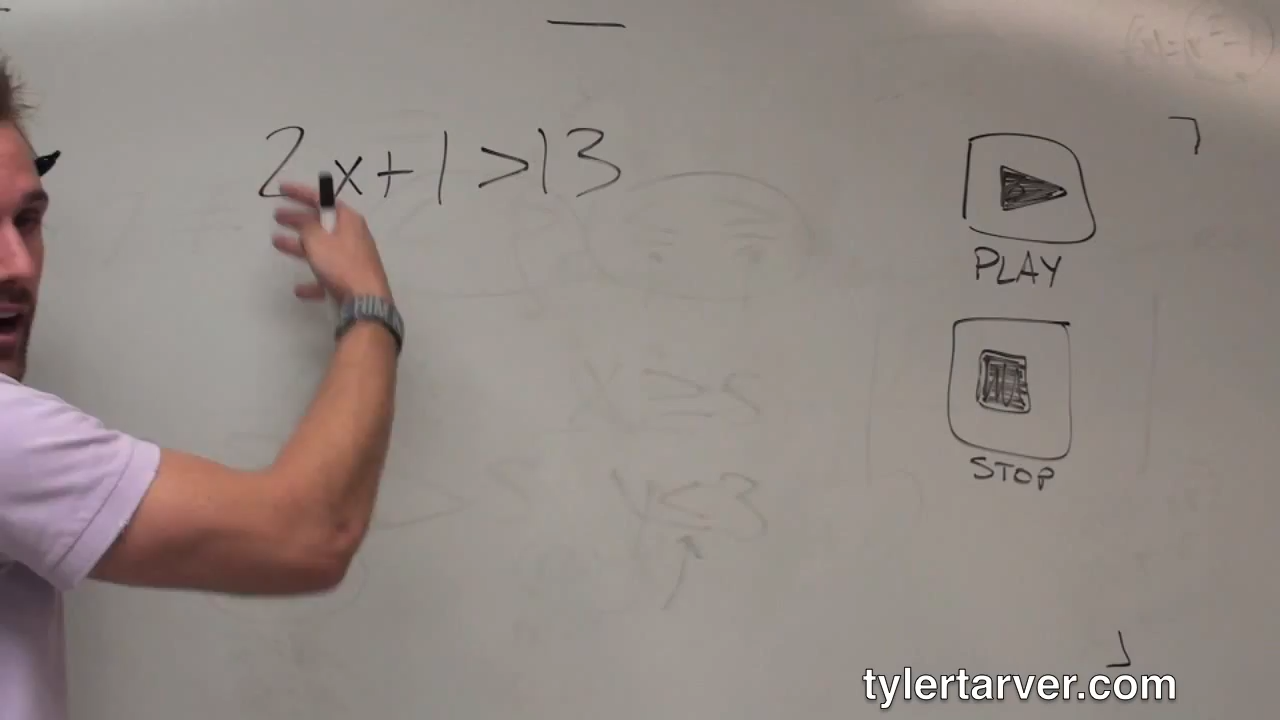 2x+1>13
PLAY
x ≥ 5
STOP
y ≤ 3
tylertarver.com